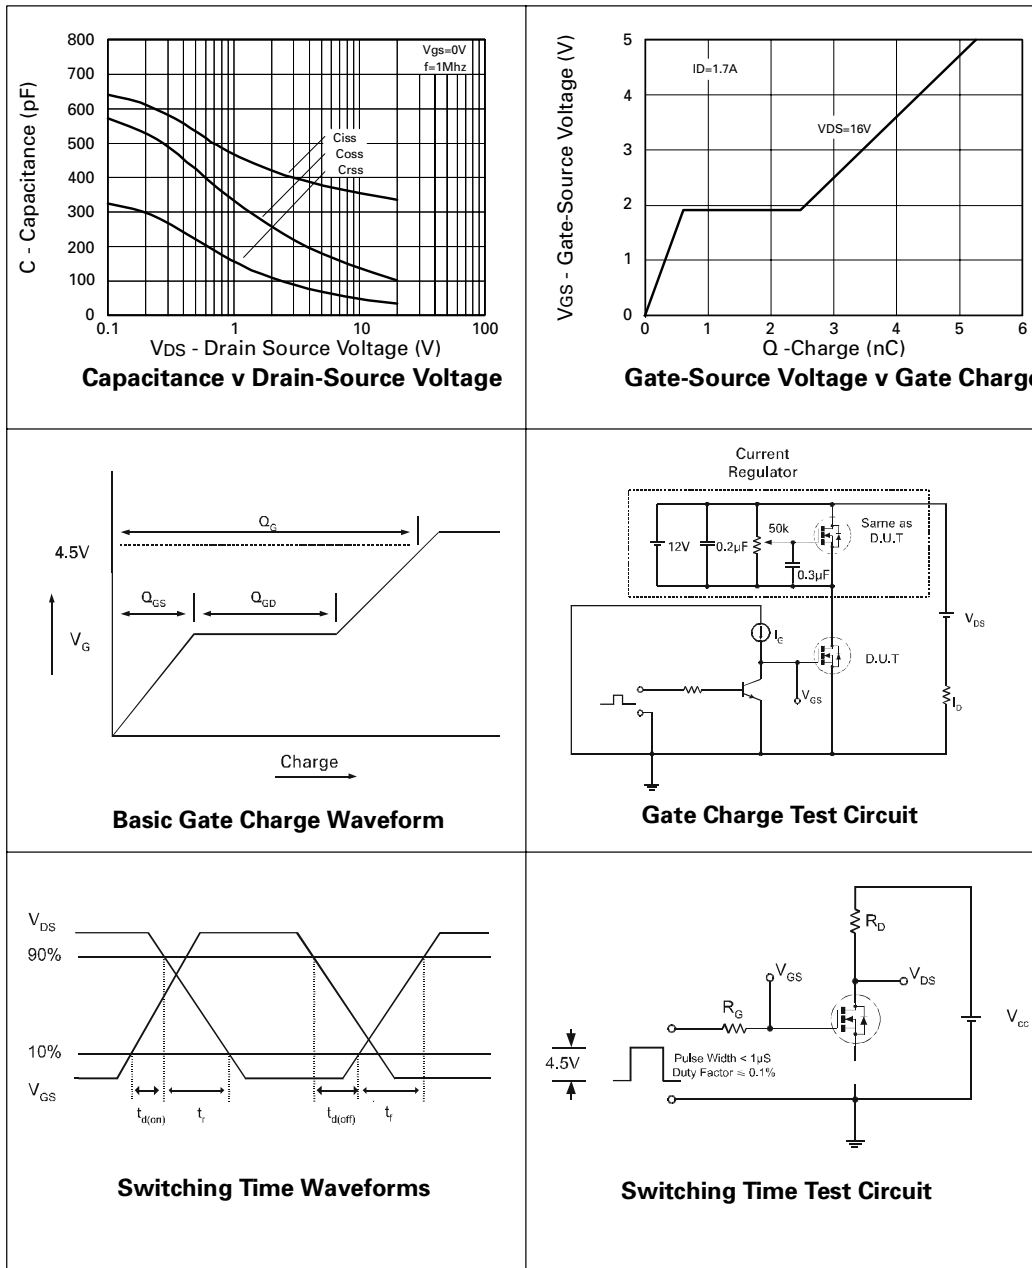 800
700
600
500
400
300
200
100
0
C - Capacitance (pF)
Vgs=0V
f=1Mhz
Ciss
Coss
Crss
0.1
1
10
100
VDS - Drain Source Voltage (V)
Capacitance v Drain-Source Voltage
5
4
3
2
1
0
VGS - Gate-Source Voltage (V)
ID=1.7A
VDS=16V
0
1
2
3
4
5
6
Q -Charge (nC)
Gate-Source Voltage v Gate Charge
QG
4.5V
QGS
QGD
VG
Charge
Basic Gate Charge Waveform
Current
Regulator
12V
0.2µF
50k
0.3µF
Same as
D.U.T
IG
VDS
D.U.T
VGS
ID
Gate Charge Test Circuit
VDS
90%
10%
VGS
td(on)
tr
td(off)
tf
Switching Time Waveforms
RD
VGS
VDS
RG
Vcc
4.5V
Pulse Width < 1µS
Duty Factor ≈ 0.1%
Switching Time Test Circuit